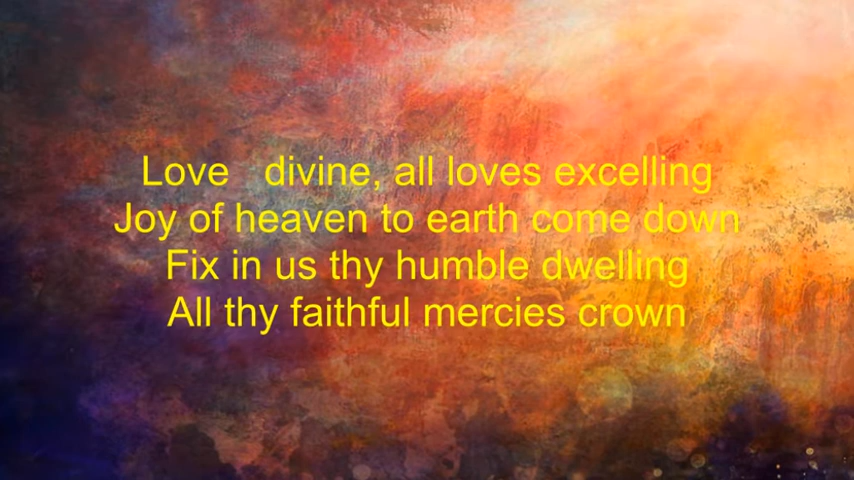 Love   divine, all loves excelling
Joy of heaven to earth come down
Fix in us thy humble dwelling
All thy faithful mercies crown